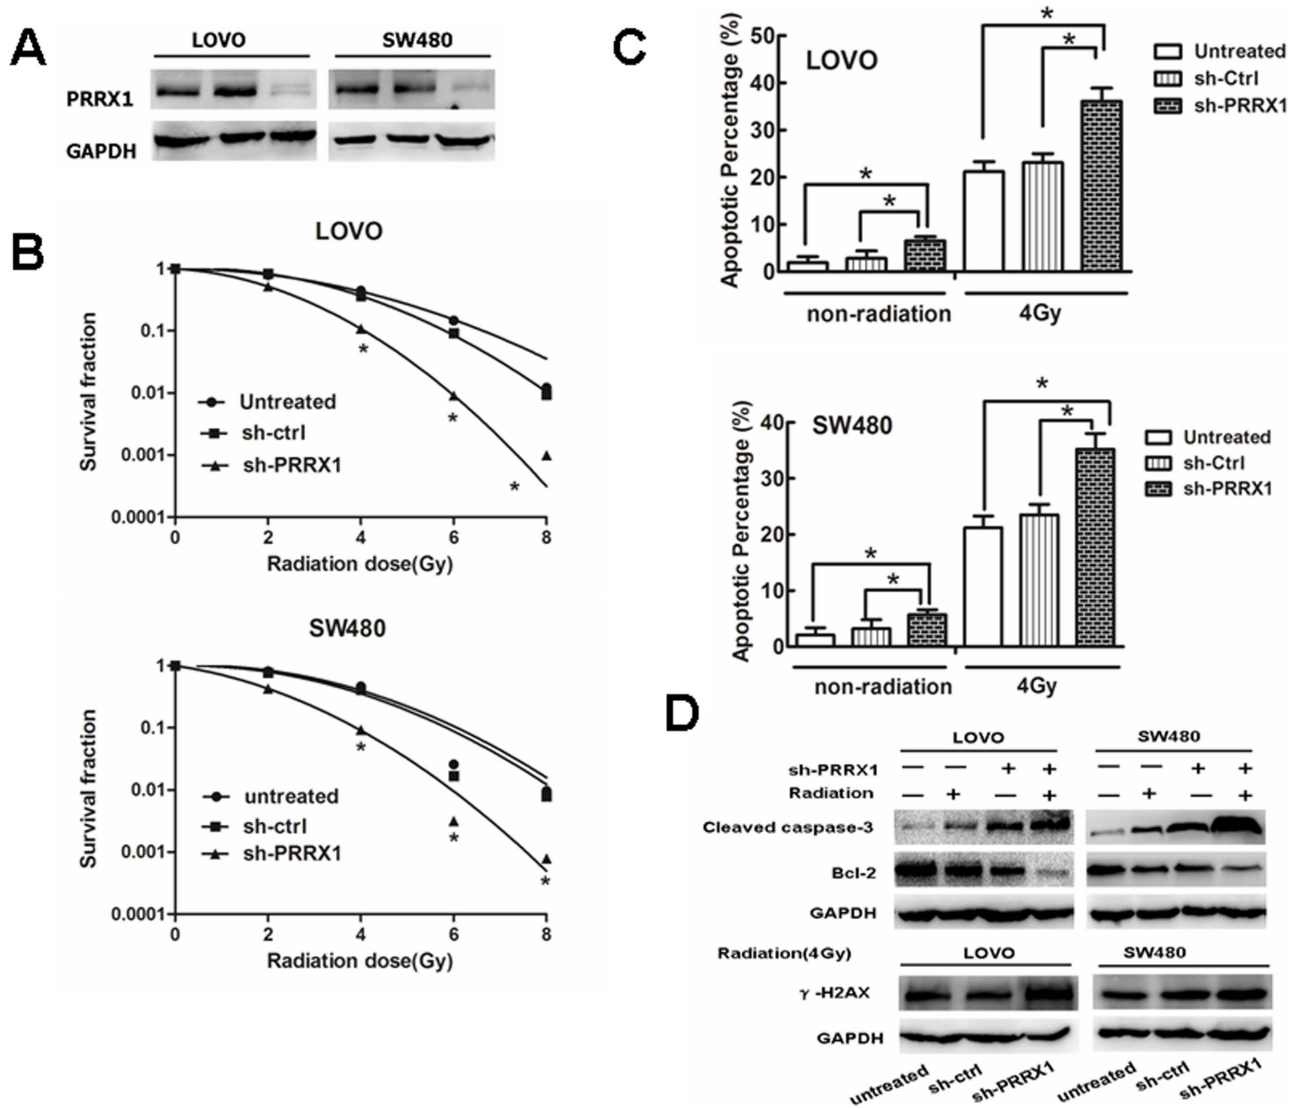 A
LOVO SW480
PRRX1
GAPDH
B
LOVO
Survival fraction
1
0.1
0.01
0.001
0.0001
Untreated
sh-ctrl
sh-PRRX1
*
*
*
0 2 4 6 8
Radiation dose(Gy)
SW480
Survival fraction
1
0.1
0.01
0.001
0.0001
untreated
sh-ctrl
sh-PRRX1
*
*
*
0 2 4 6 8
Radiation dose(Gy)
C
LOVO
Apoptotic Percentage (%)
50
40
30
20
10
0
* * * *
Untreated
sh-Ctrl
sh-PRRX1
non-radiation 4Gy
SW480
Apoptotic Percentage (%)
40
30
20
10
0
* * * *
Untreated
sh-Ctrl
sh-PRRX1
non-radiation 4Gy
D
LOVO SW480
sh-PRRX1 — — + + — — + +
Radiation — + — + — + — +
Cleaved caspase-3
Bcl-2
GAPDH
Radiation(4Gy) LOVO SW480
γ-H2AX
GAPDH
untreated sh-ctrl sh-PRRX1 untreated sh-ctrl sh-PRRX1